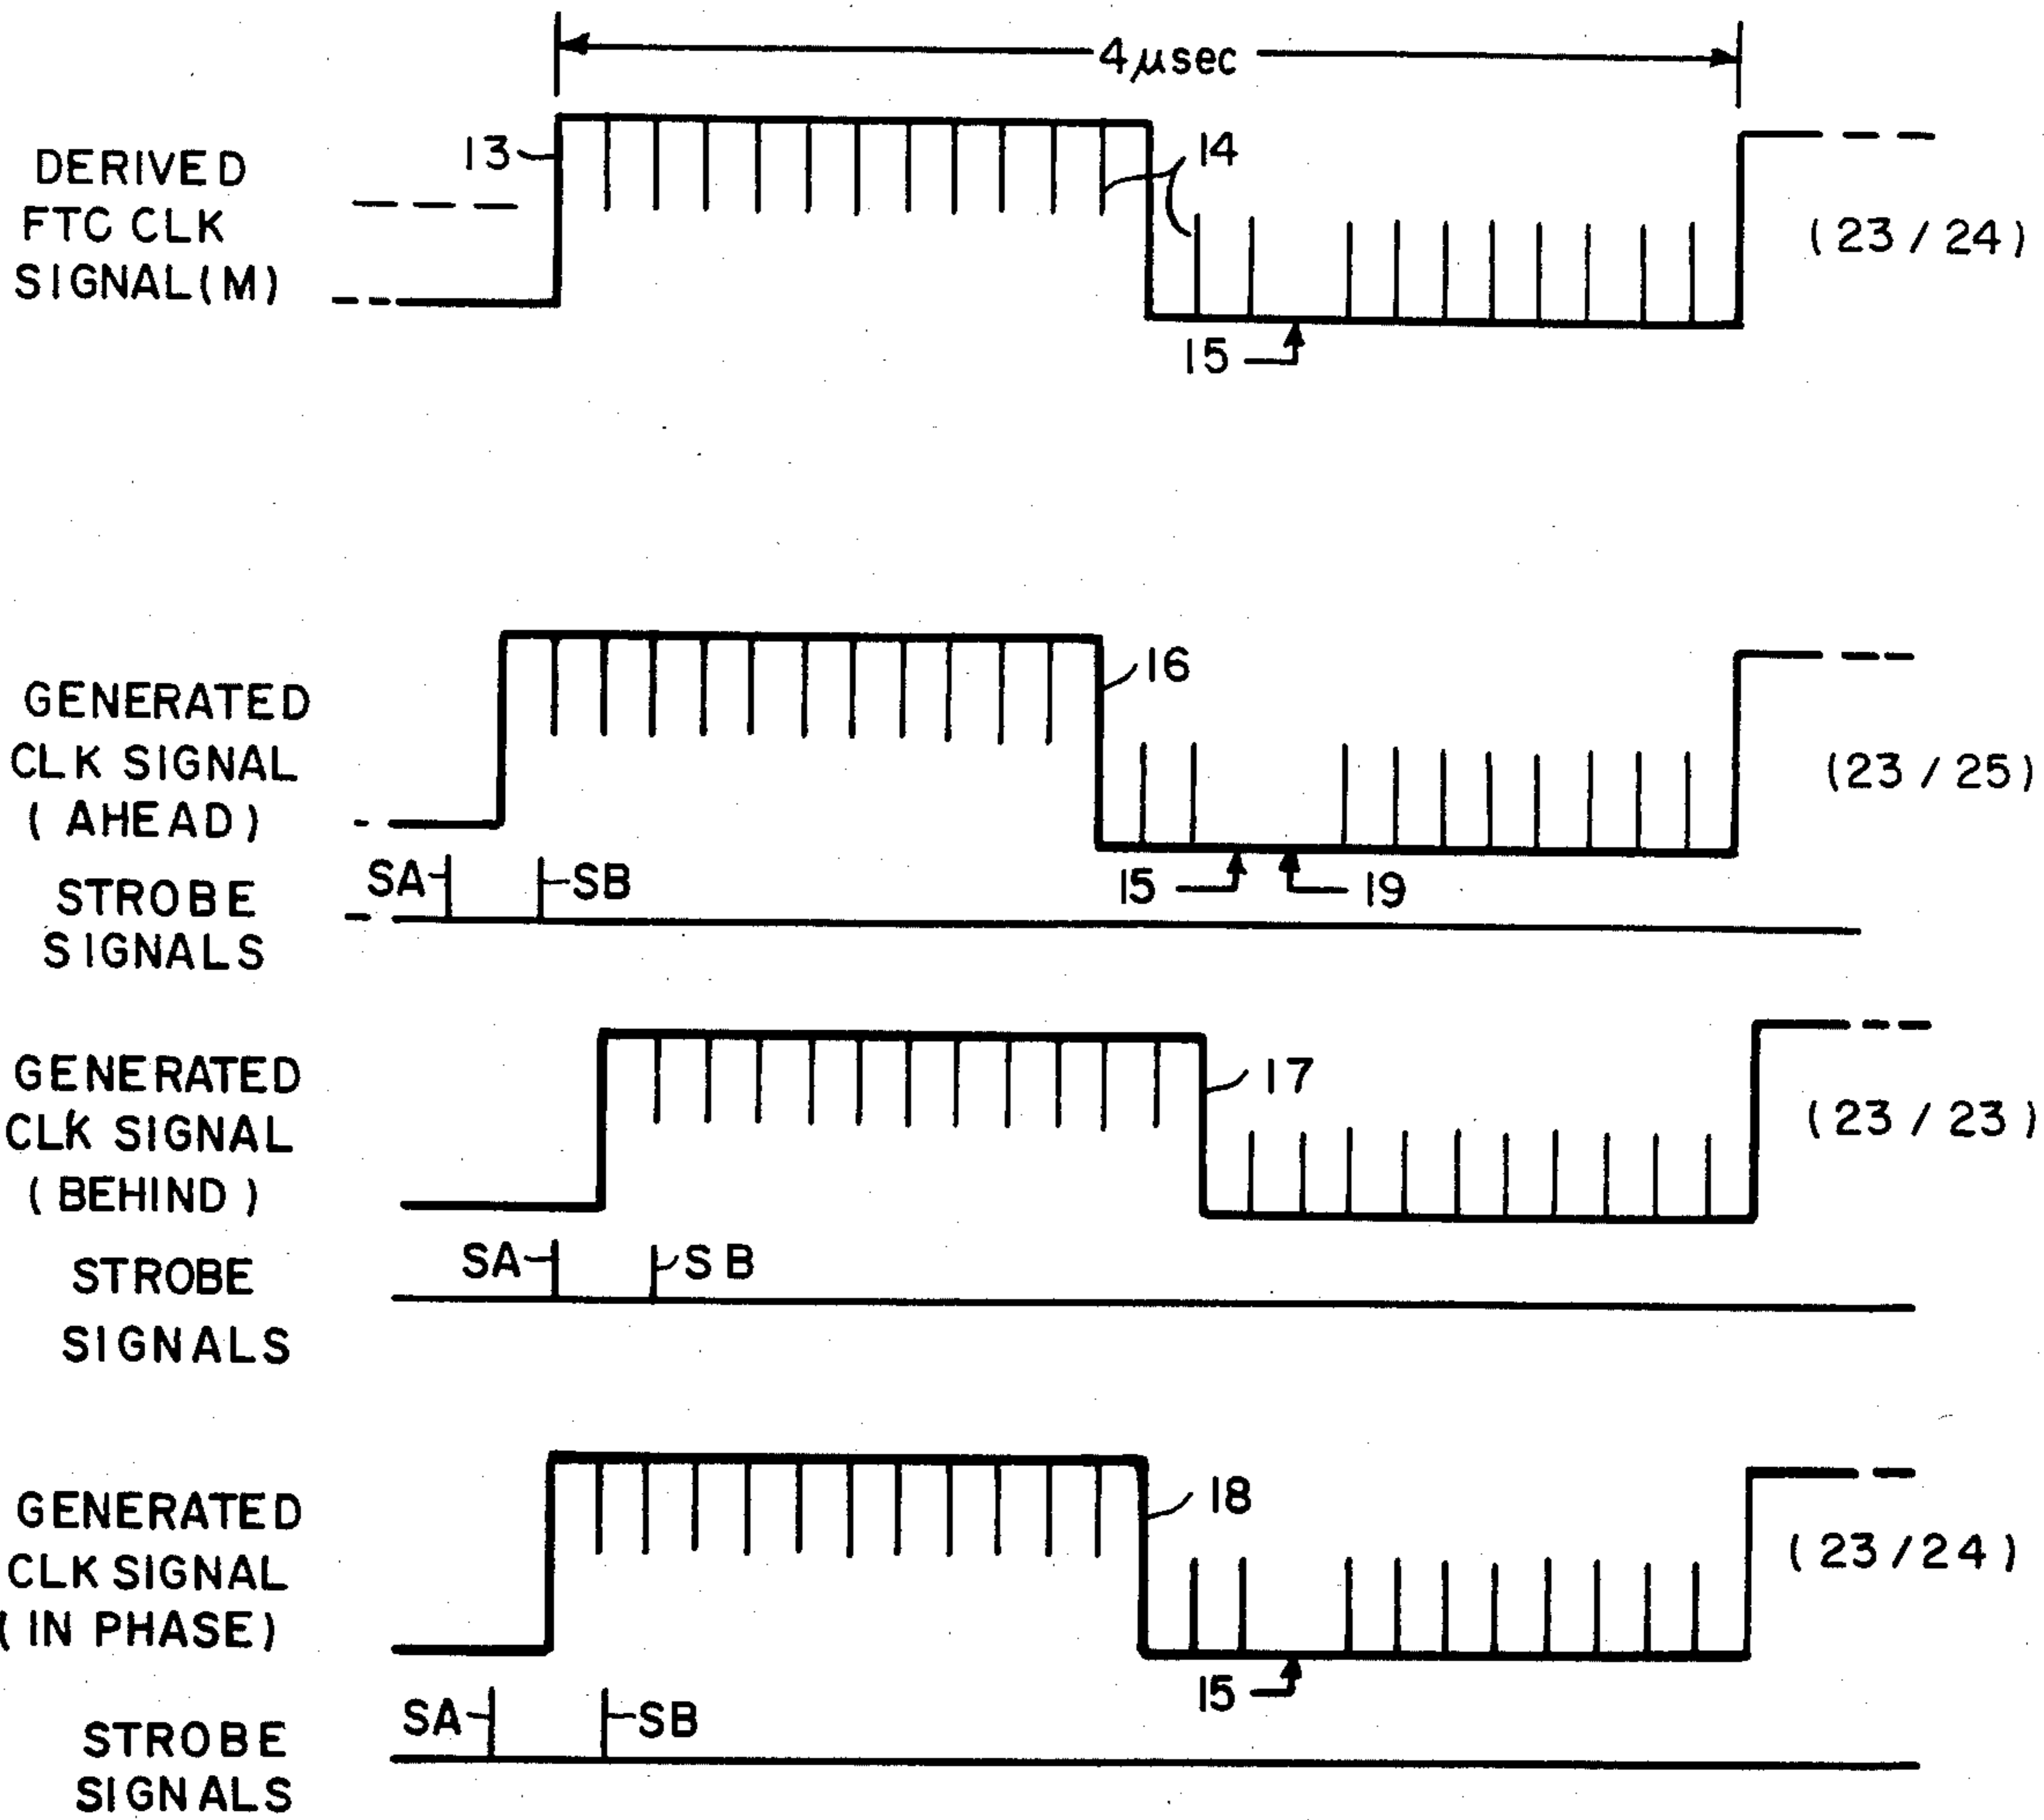 4μsec
DERIVED
FTC CLK
SIGNAL(M)
13
14
15
(23/24)
GENERATED
CLK SIGNAL
(AHEAD)
16
15
19
(23/25)
STROBE
SIGNALS
SA
SB
GENERATED
CLK SIGNAL
(BEHIND)
17
(23/23)
STROBE
SIGNALS
SA
SB
GENERATED
CLK SIGNAL
(IN PHASE)
18
15
(23/24)
STROBE
SIGNALS
SA
SB